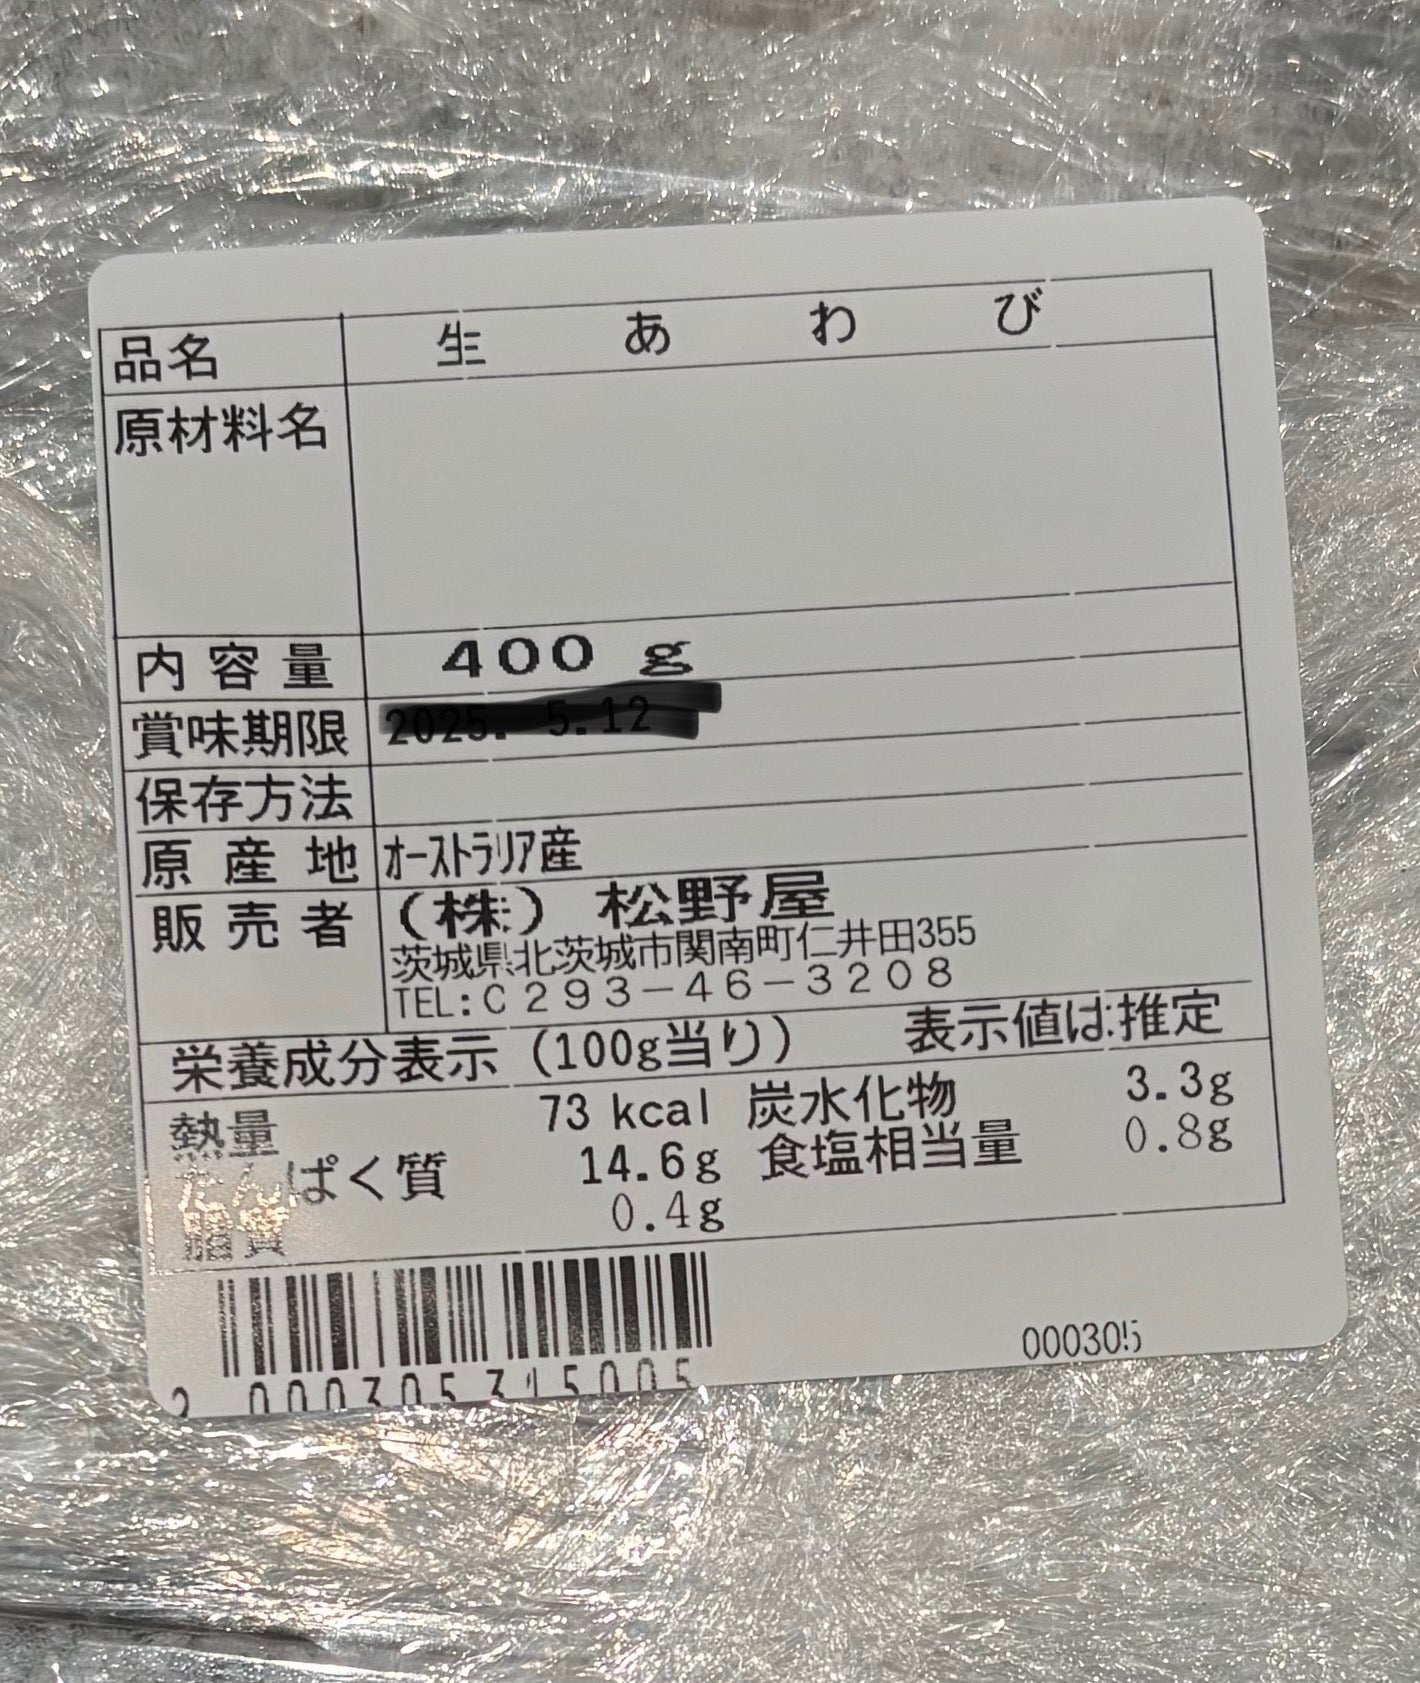 品名 生あわび
原材料名
内容量 400 g
賞味期限 2025. 5.12
保存方法
原産地 オーストラリア産
販売者 (株) 松野屋
茨城県北茨城市関南町仁井田355
TEL:0293-46-3208
栄養成分表示 (100g当り) 表示値は推定
熱量 73 kcal 炭水化物 3.3g
たんぱく質 14.6g 食塩相当量 0.8g
脂質 0.4g
000305